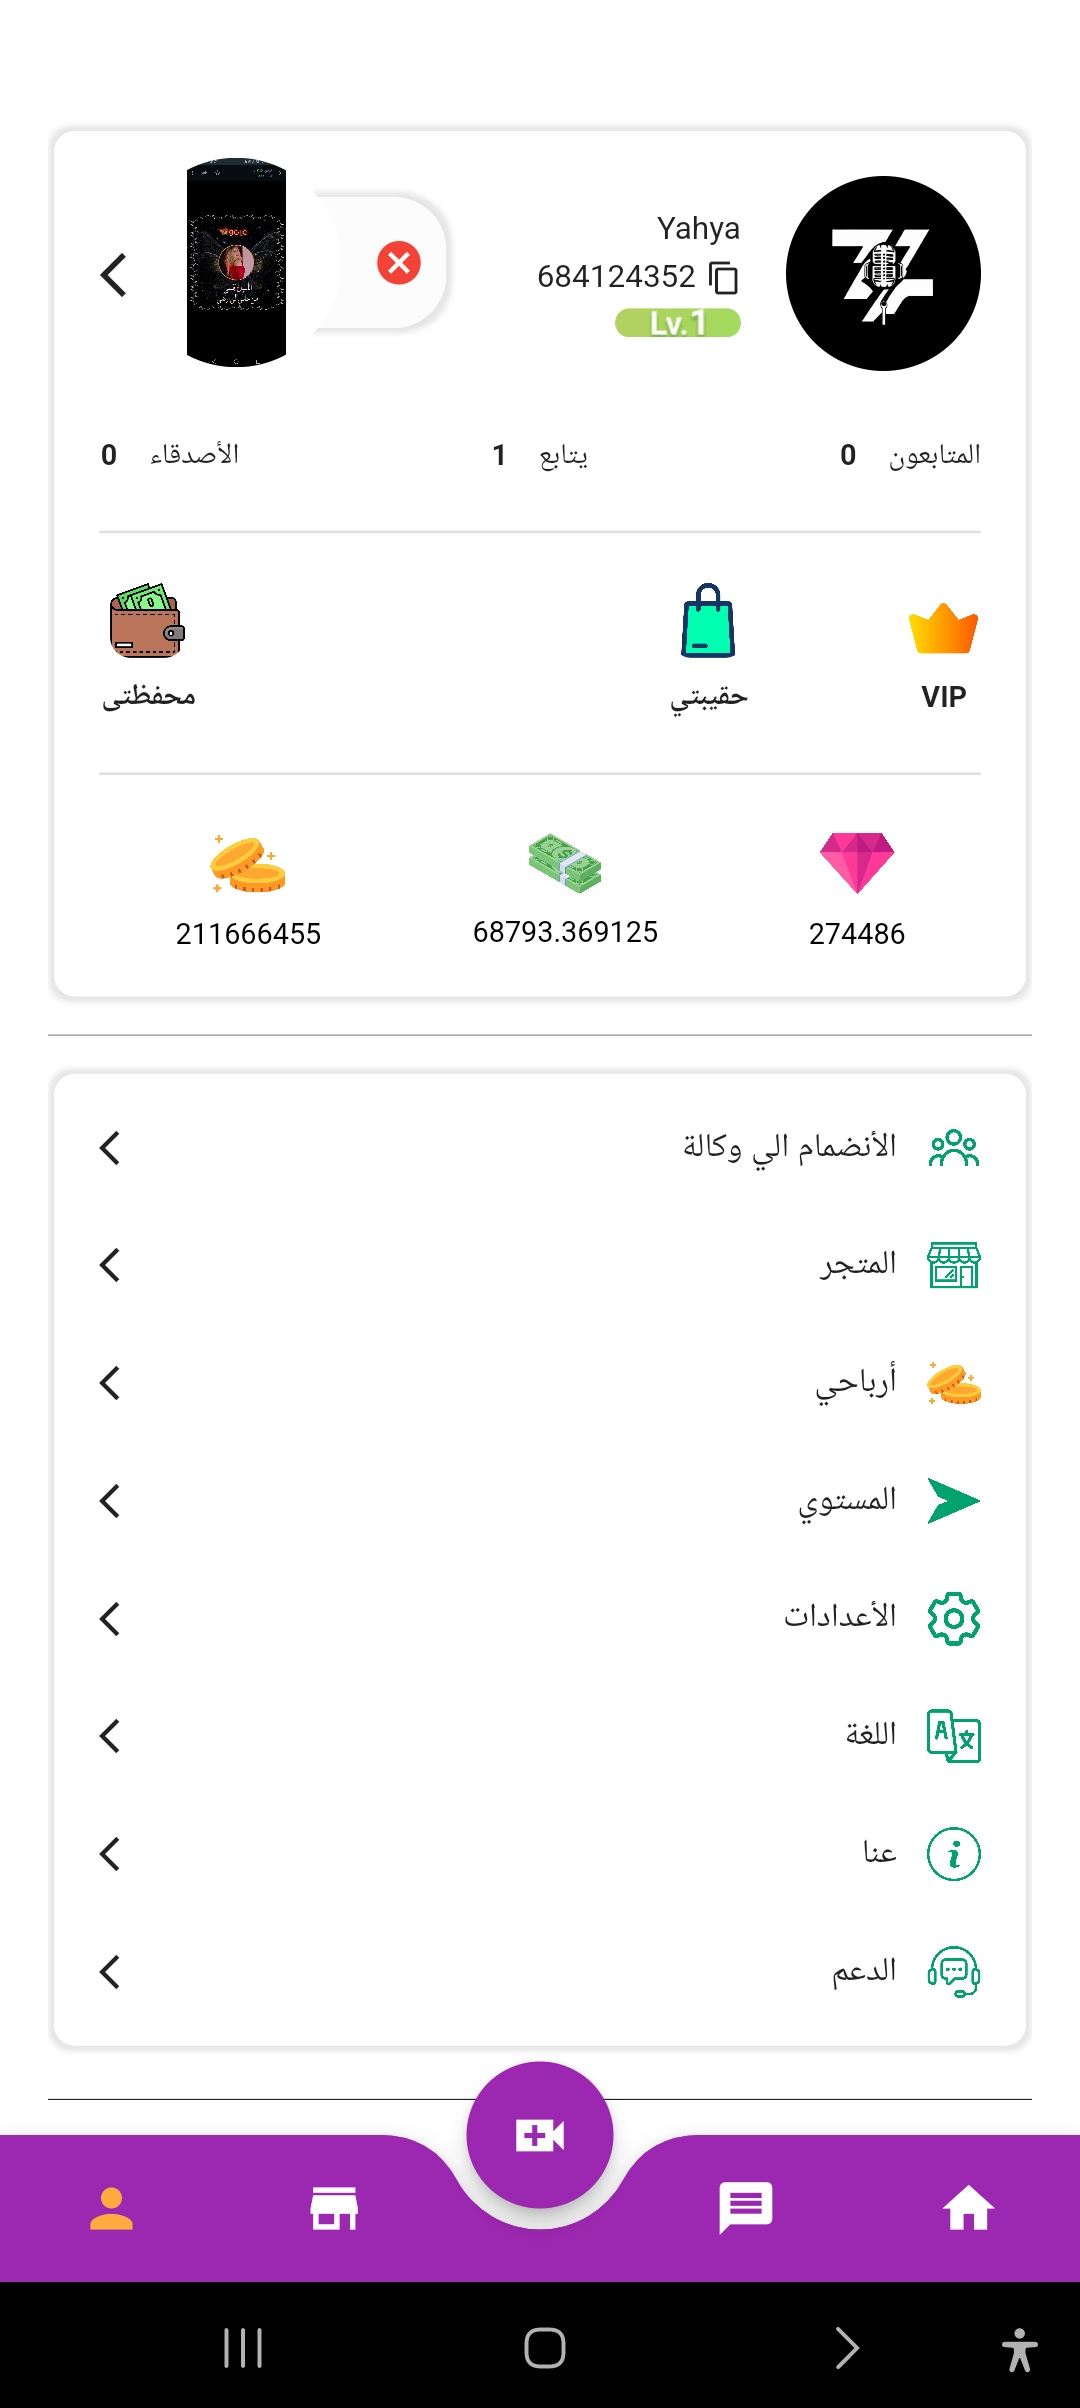 Yahya
684124352
Lv.1
المتابعون 0
يتابع 1
الأصدقاء 0
VIP
حقيبتي
محفظتى
274486
68793.369125
211666455
الأنضمام الي وكالة
المتجر
أرباحي
المستوي
الأعدادات
اللغة
عنا
الدعم